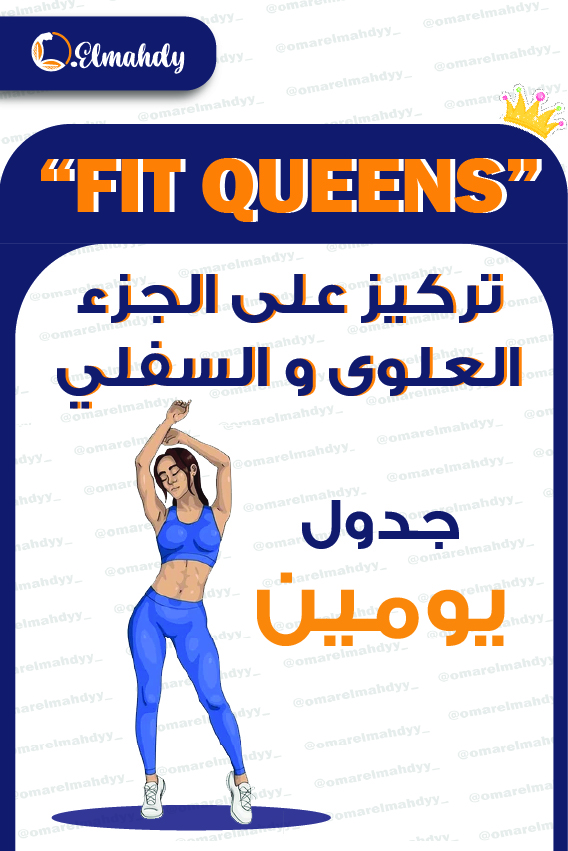 O.Elmahdy
“FIT QUEENS”
تركيز على الجزء
العلوى و السفلي
جدول
يومين
@omarelmahdyy_